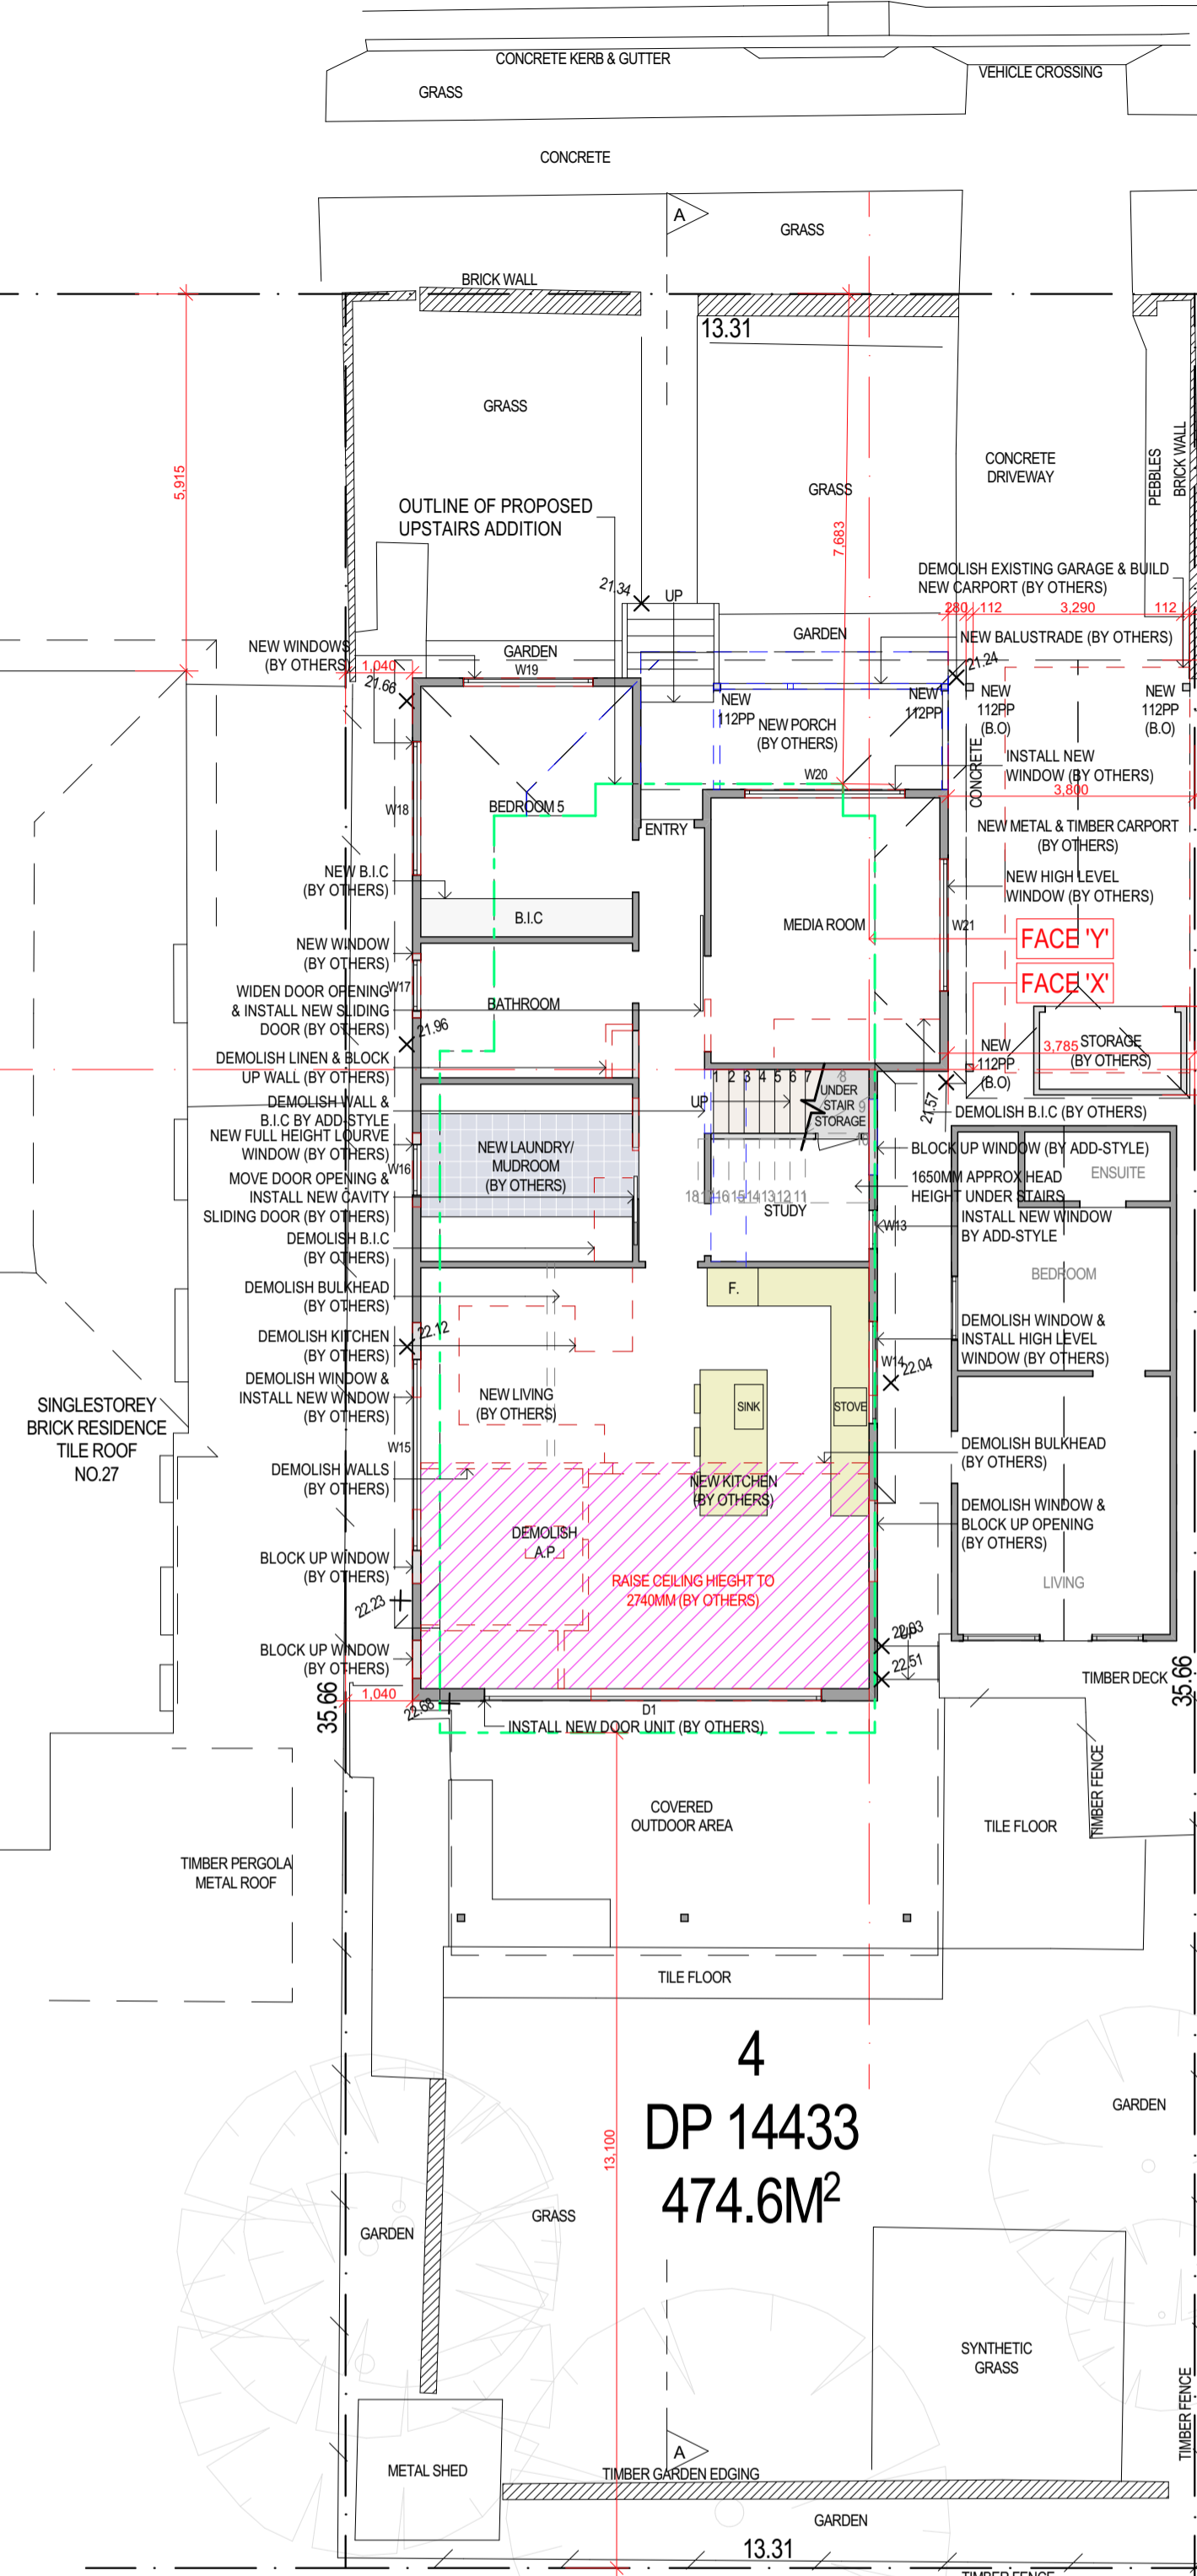 CONCRETE KERB & GUTTER
VEHICLE CROSSING
GRASS
CONCRETE
A
GRASS
BRICK WALL
13.31
GRASS
5,915
CONCRETE
DRIVEWAY
PEBBLES
BRICK WALL
GRASS
OUTLINE OF PROPOSED
UPSTAIRS ADDITION
7,683
DEMOLISH EXISTING GARAGE & BUILD
NEW CARPORT (BY OTHERS)
21.34
UP
280
112
3,290
112
GARDEN
NEW BALUSTRADE (BY OTHERS)
NEW WINDOWS
(BY OTHERS)
GARDEN
1,040
W19
21.24
21.66
NEW
112PP
NEW
112PP
NEW
112PP
(B.O)
NEW
112PP
(B.O)
NEW PORCH
(BY OTHERS)
CONCRETE
INSTALL NEW
WINDOW (BY OTHERS)
W20
3,800
W18
BEDROOM 5
ENTRY
NEW METAL & TIMBER CARPORT
(BY OTHERS)
NEW B.I.C
(BY OTHERS)
NEW HIGH LEVEL
WINDOW (BY OTHERS)
B.I.C
MEDIA ROOM
W21
FACE 'Y'
NEW WINDOW
(BY OTHERS)
FACE 'X'
W17
WIDEN DOOR OPENING
& INSTALL NEW SLIDING
DOOR (BY OTHERS)
BATHROOM
21.96
STORAGE
(BY OTHERS)
3,785
NEW
112PP
(B.O)
DEMOLISH LINEN & BLOCK
UP WALL (BY OTHERS)
1 2 3 4 5 6 7 8
9
10
UP
UNDER
STAIR
STORAGE
21.57
DEMOLISH B.I.C (BY OTHERS)
DEMOLISH WALL &
B.I.C BY ADD-STYLE
NEW FULL HEIGHT LOURVE
WINDOW (BY OTHERS)
W16
NEW LAUNDRY/
MUDROOM
(BY OTHERS)
BLOCK UP WINDOW (BY ADD-STYLE)
ENSUITE
1650MM APPROX HEAD
HEIGHT UNDER STAIRS
MOVE DOOR OPENING &
INSTALL NEW CAVITY
SLIDING DOOR (BY OTHERS)
18 17 16 15 14 13 12 11
STUDY
INSTALL NEW WINDOW
BY ADD-STYLE
W13
DEMOLISH B.I.C
(BY OTHERS)
BEDROOM
DEMOLISH BULKHEAD
(BY OTHERS)
F.
DEMOLISH WINDOW &
INSTALL HIGH LEVEL
WINDOW (BY OTHERS)
22.12
DEMOLISH KITCHEN
(BY OTHERS)
W14
22.04
DEMOLISH WINDOW &
INSTALL NEW WINDOW
(BY OTHERS)
NEW LIVING
(BY OTHERS)
SINK
STOVE
SINGLESTOREY
BRICK RESIDENCE
TILE ROOF
NO.27
W15
DEMOLISH BULKHEAD
(BY OTHERS)
DEMOLISH WALLS
(BY OTHERS)
NEW KITCHEN
(BY OTHERS)
DEMOLISH WINDOW &
BLOCK UP OPENING
(BY OTHERS)
DEMOLISH
A.P
BLOCK UP WINDOW
(BY OTHERS)
RAISE CEILING HIEGHT TO
2740MM (BY OTHERS)
LIVING
22.23
22.03
UP
22.51
BLOCK UP WINDOW
(BY OTHERS)
TIMBER DECK
35.66
35.66
1,040
22.68
D1
INSTALL NEW DOOR UNIT (BY OTHERS)
TIMBER FENCE
COVERED
OUTDOOR AREA
TILE FLOOR
TIMBER PERGOLA
METAL ROOF
TILE FLOOR
4
DP 14433
474.6M²
GARDEN
13,100
GRASS
GARDEN
SYNTHETIC
GRASS
TIMBER FENCE
A
METAL SHED
TIMBER GARDEN EDGING
GARDEN
13.31
TIMBER FENCE